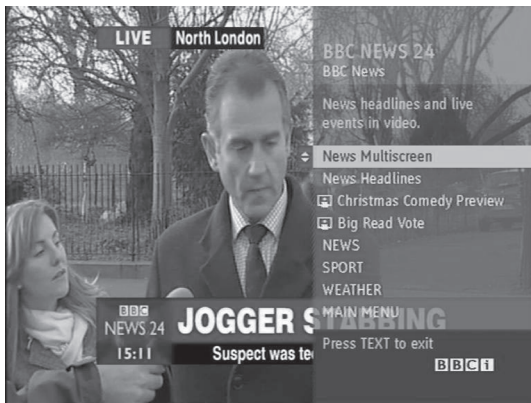 LIVE North London
BBC NEWS 24
BBC News
News headlines and live
events in video.
News Multiscreen
News Headlines
Christmas Comedy Preview
Big Read Vote
NEWS
SPORT
WEATHER
MAIN MENU
Press TEXT to exit
BBCi
BBC
NEWS 24
JOGGER STABBING
15:11
Suspect was